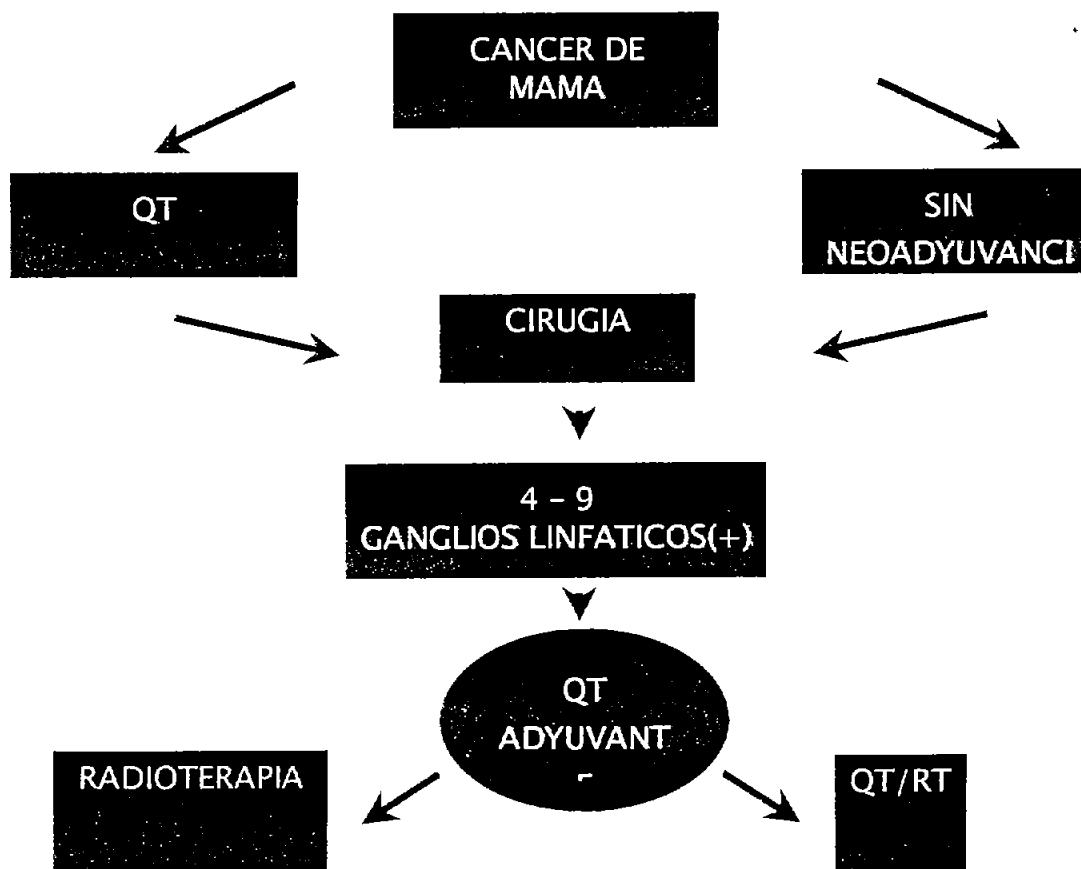 CANCER DE
MAMA
QT
SIN
NEOADYUVANCI
CIRUGIA
4 – 9
GANGLIOS LINFATICOS(+)
QT
ADYUVANT
RADIOTERAPIA
QT/RT